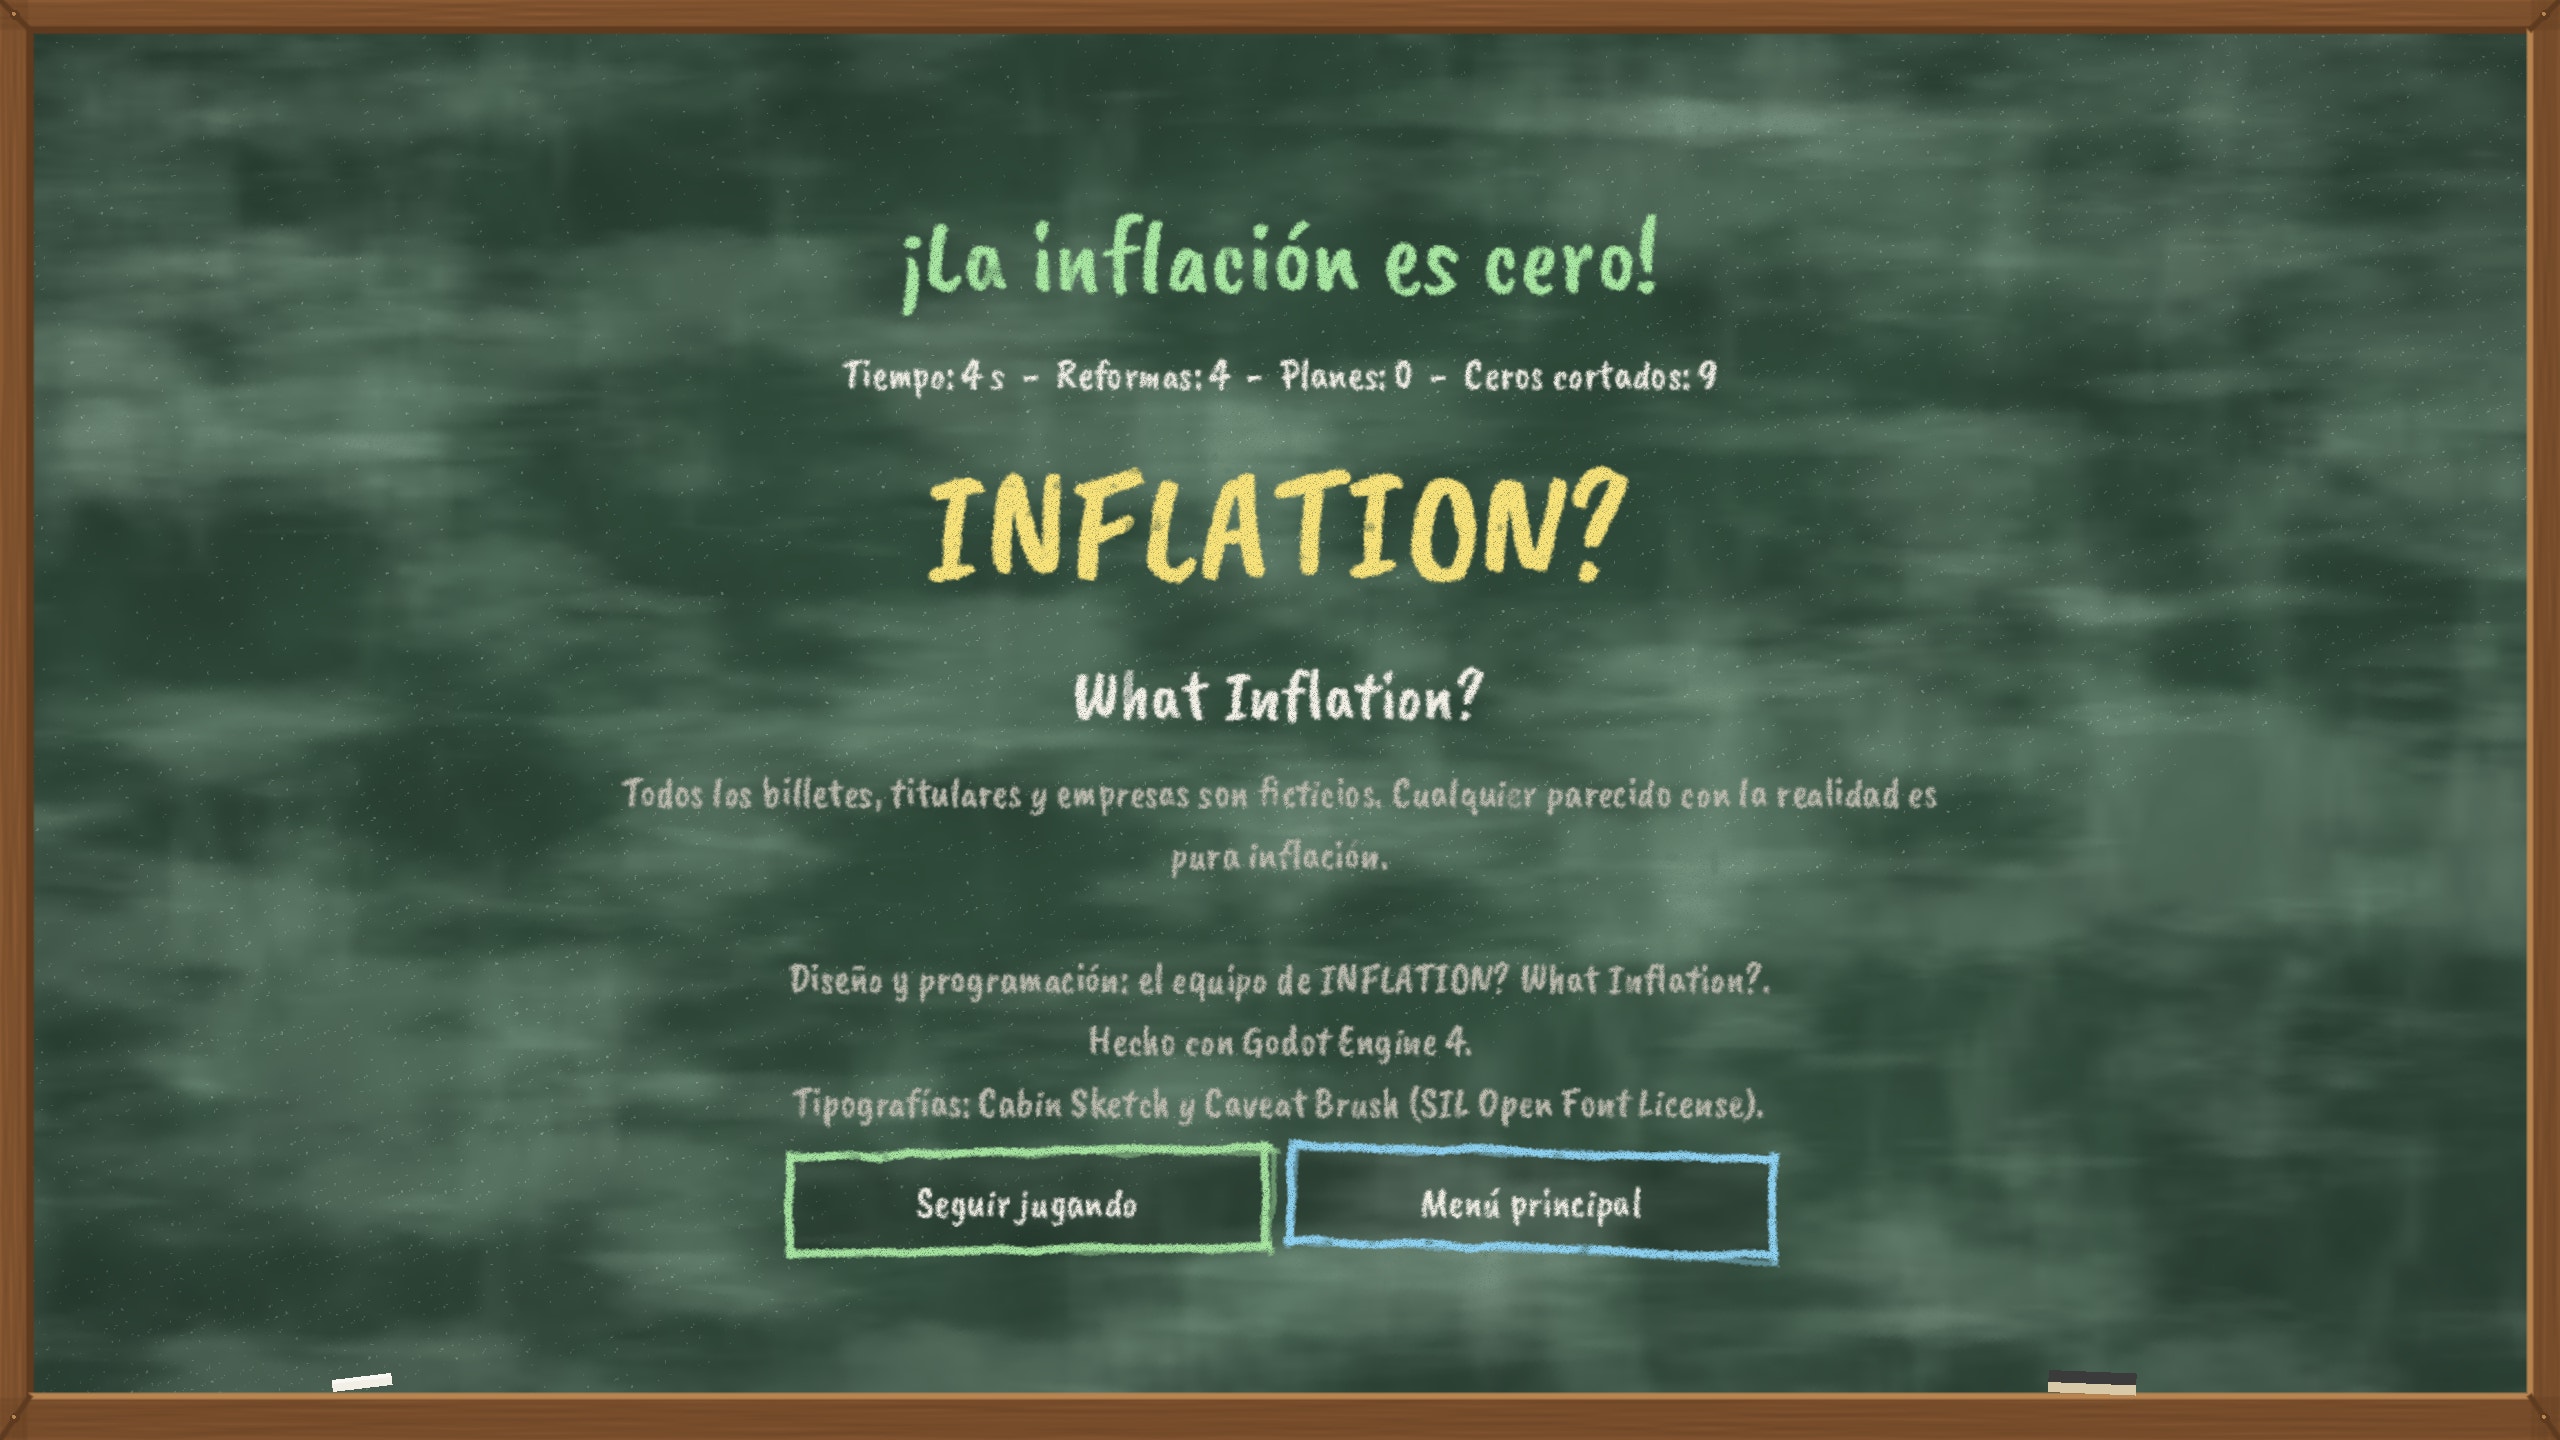 ¡La inflación es cero!
Tiempo: 4 s - Reformas: 4 - Planes: 0 - Ceros cortados: 9
INFLATION?
What Inflation?
Todos los billetes, titulares y empresas son ficticios. Cualquier parecido con la realidad es
pura inflación.
Diseño y programación: el equipo de INFLATION? What Inflation?.
Hecho con Godot Engine 4.
Tipografías: Cabin Sketch y Caveat Brush (SIL Open Font License).
Seguir jugando
Menú principal